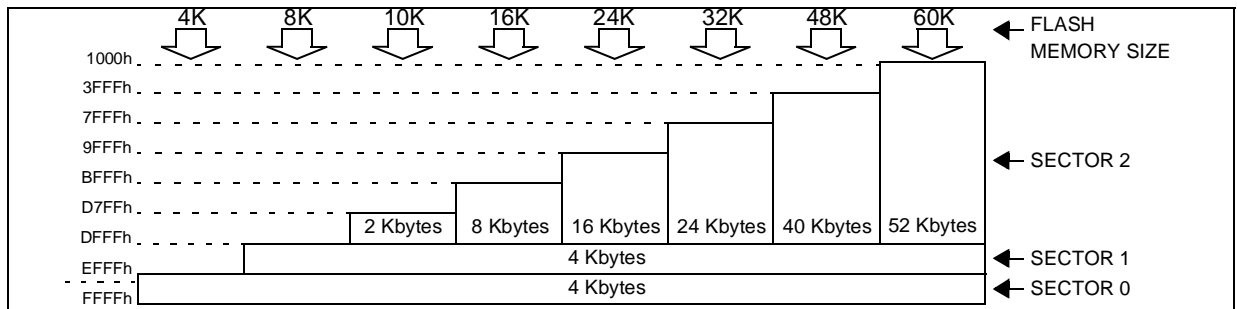 4K 8K 10K 16K 24K 32K 48K 60K FLASH
MEMORY SIZE
1000h
3FFFh
7FFFh
9FFFh
BFFFh SECTOR 2
D7FFh
2 Kbytes 8 Kbytes 16 Kbytes 24 Kbytes 40 Kbytes 52 Kbytes
DFFFh
4 Kbytes SECTOR 1
EFFFh
4 Kbytes SECTOR 0
FFFFh